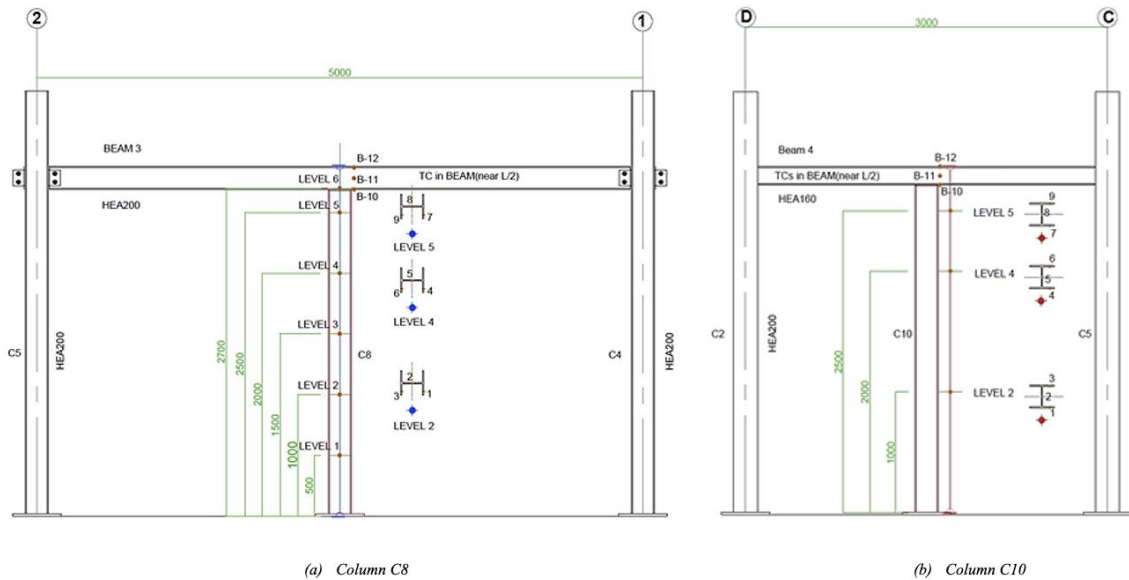 2
1
5000
BEAM 3
B-12
LEVEL 6
B-11
TC in BEAM(near L/2)
B-10
HEA200
LEVEL 5
8
9
7
LEVEL 5
LEVEL 4
5
6
4
LEVEL 4
LEVEL 3
C5
HEA200
2700
2500
2000
1500
1000
500
C8
C4
HEA200
LEVEL 2
2
3
1
LEVEL 2
LEVEL 1
(a) Column C8
D
C
3000
Beam 4
B-12
TCs in BEAM(near L/2)
B-11
B-10
HEA160
LEVEL 5
9
8
7
LEVEL 4
6
5
4
C2
HEA200
2500
2000
1000
C10
C5
LEVEL 2
3
2
1
(b) Column C10